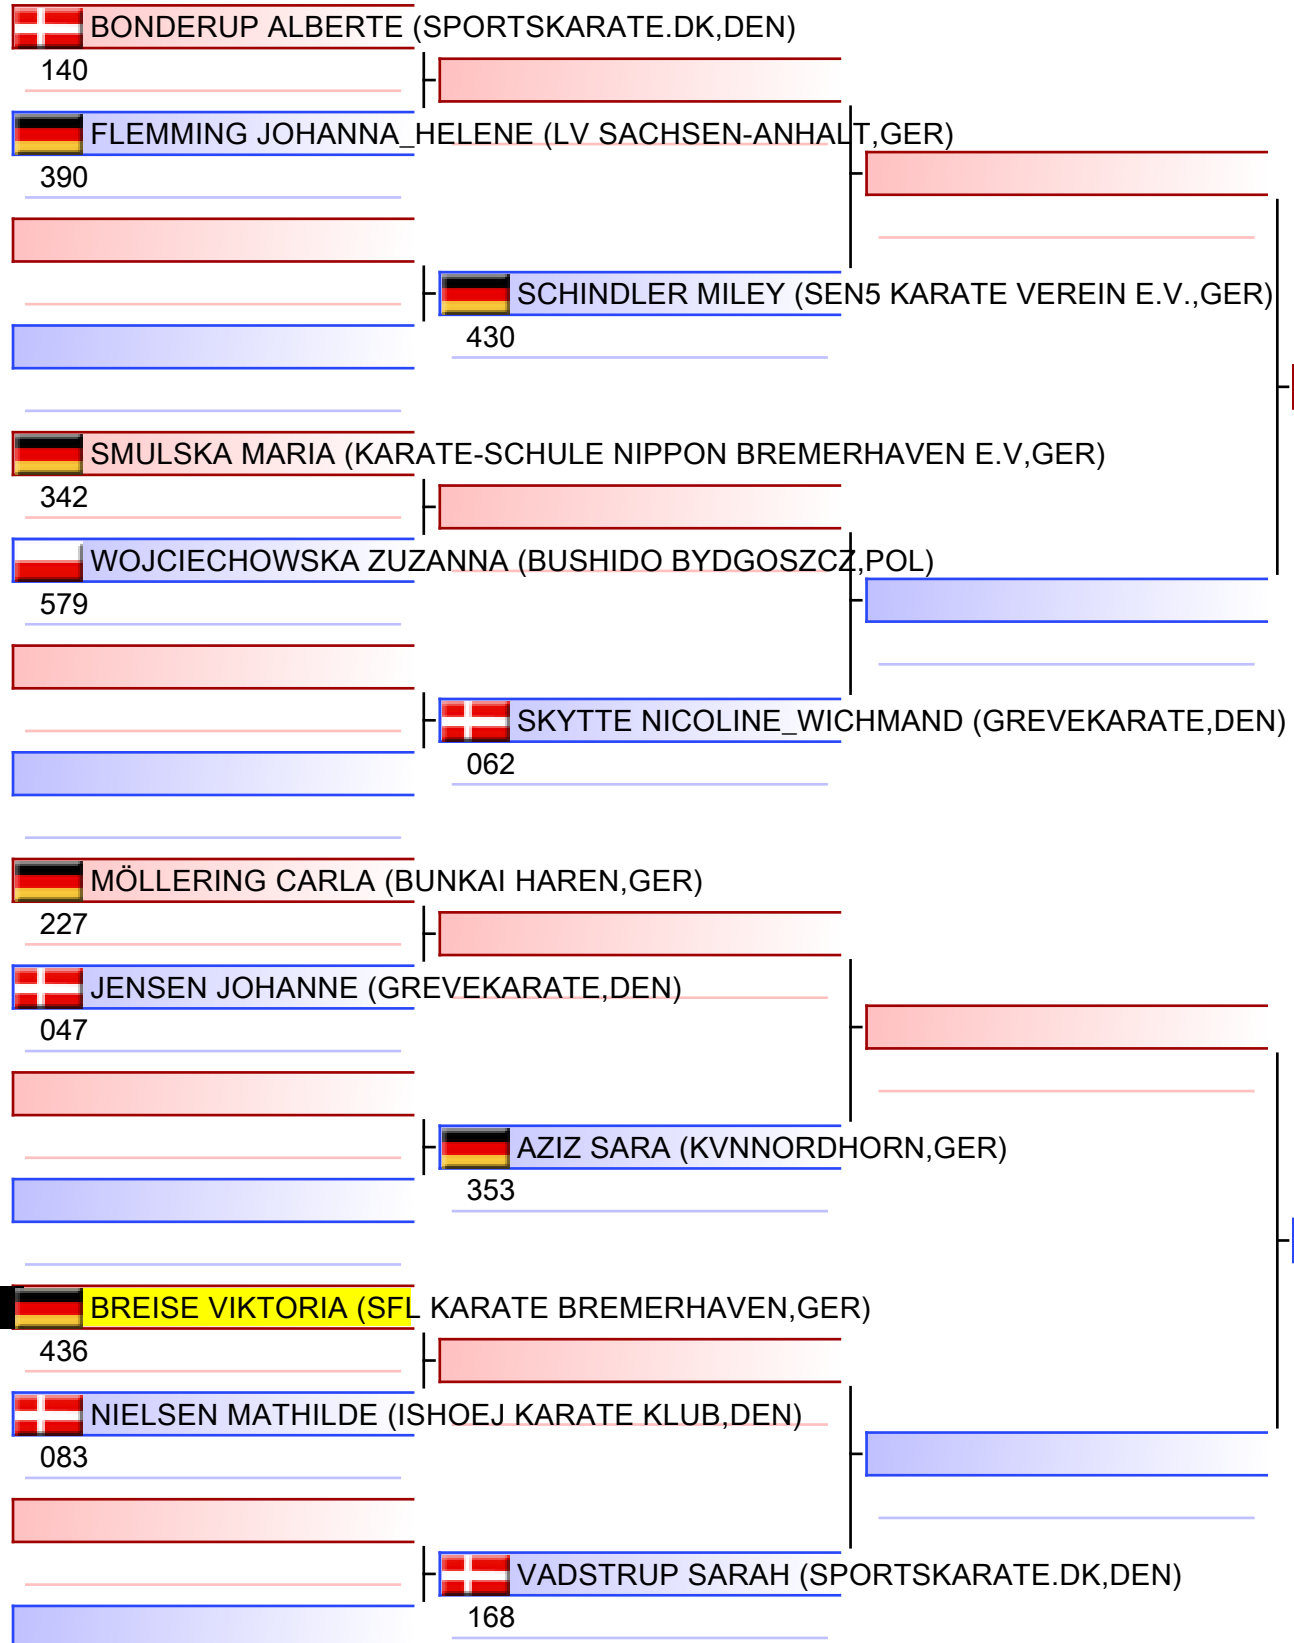 BONDERUP ALBERTE (SPORTSKARATE.DK,DEN)
140
FLEMMING JOHANNA_HELENE (LV SACHSEN-ANHALT,GER)
390
SCHINDLER MILEY (SEN5 KARATE VEREIN E.V.,GER)
430
SMULSKA MARIA (KARATE-SCHULE NIPPON BREMERHAVEN E.V,GER)
342
WOJCIECHOWSKA ZUZANNA (BUSHIDO BYDGOSZCZ,POL)
579
SKYTTE NICOLINE_WICHMAND (GREVEKARATE,DEN)
062
MÖLLERING CARLA (BUNKAI HAREN,GER)
227
JENSEN JOHANNE (GREVEKARATE,DEN)
047
AZIZ SARA (KVNNORDHORN,GER)
353
BREISE VIKTORIA (SFL KARATE BREMERHAVEN,GER)
436
NIELSEN MATHILDE (ISHOEJ KARATE KLUB,DEN)
083
VADSTRUP SARAH (SPORTSKARATE.DK,DEN)
168